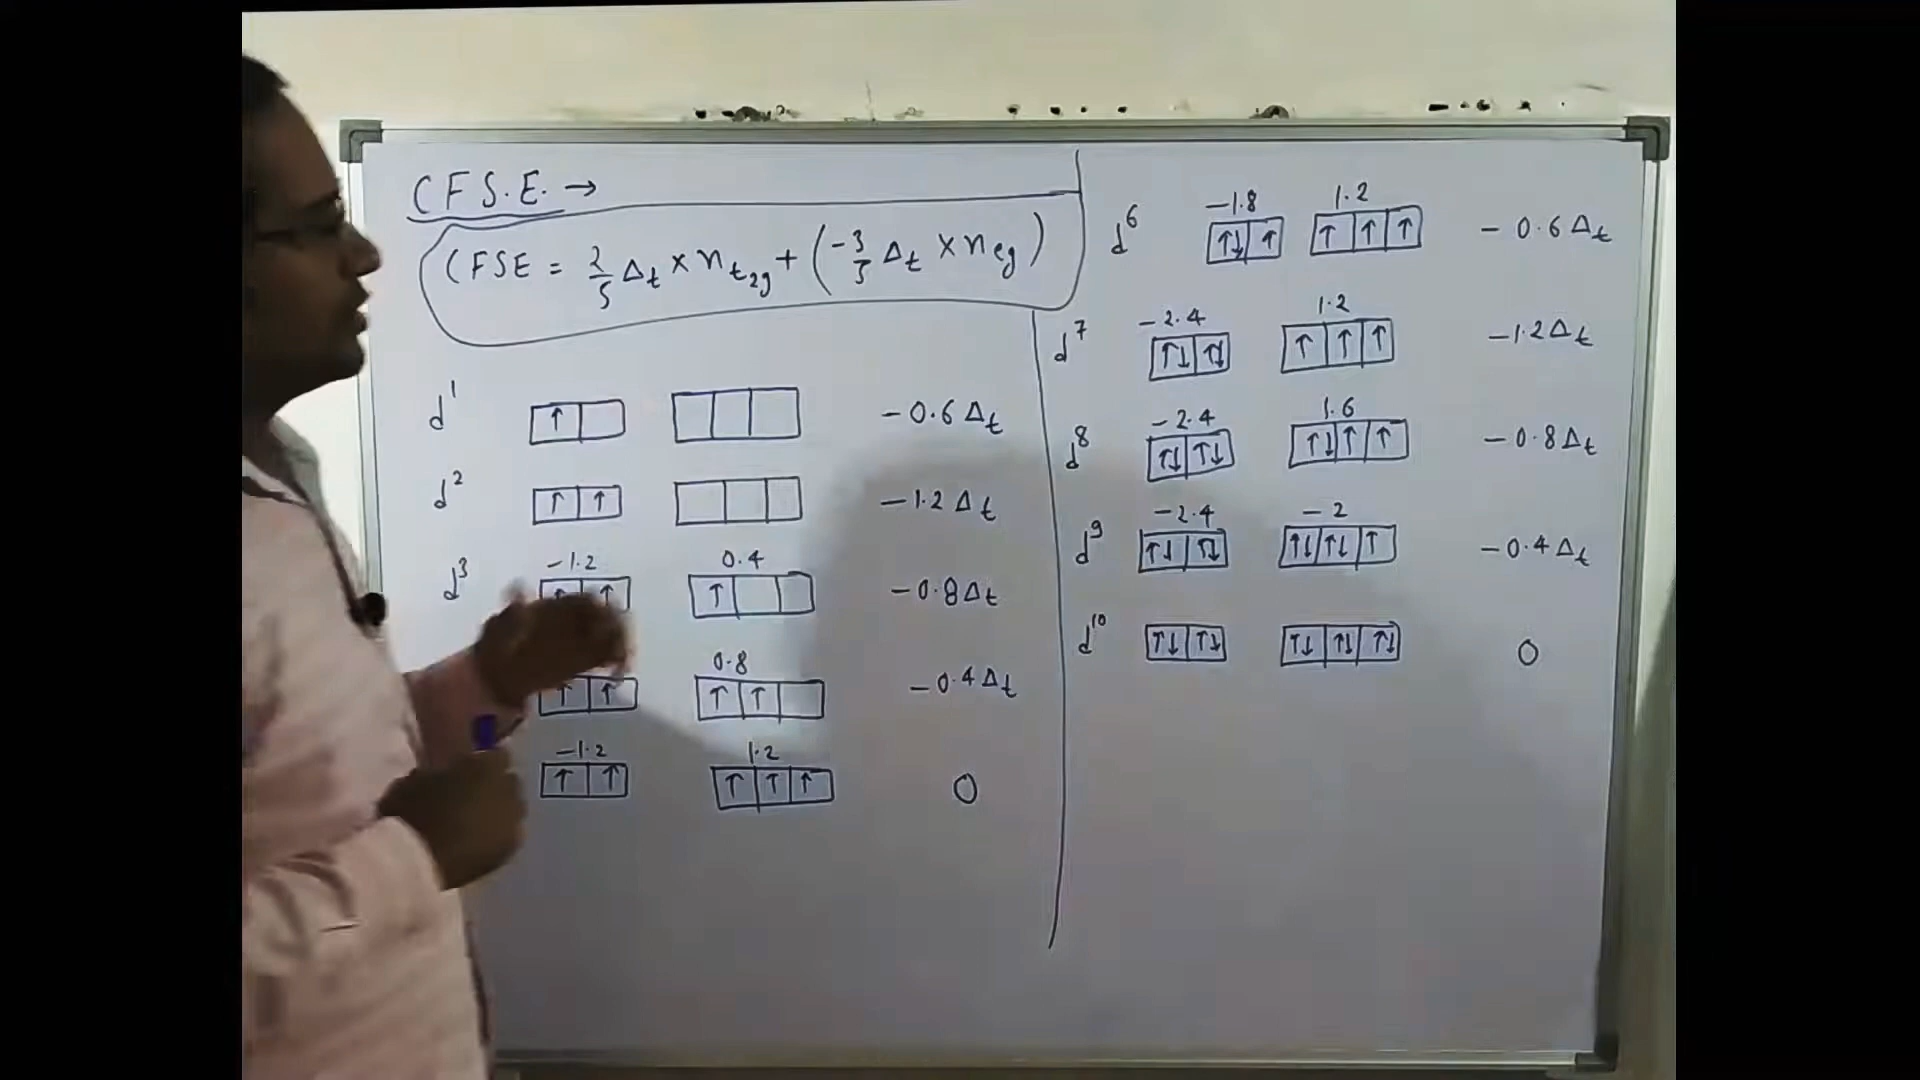 C F S.E. →
CFSE = 2/5 Δt × n t2g + (-3/5 Δt × n eg)
d1 ↑ - 0.6 Δt
d2 ↑ ↑ - 1.2 Δt
-1.2 0.4
d3 ↑ ↑ ↑ - 0.8 Δt
0.8
↑ ↑ ↑ ↑ - 0.4 Δt
-1.2 1.2
↑ ↑ ↑ ↑ ↑ 0
-1.8 1.2
d6 ↑↓ ↑ ↑ ↑ ↑ - 0.6 Δt
-2.4 1.2
d7 ↑↓ ↑↓ ↑ ↑ ↑ -1.2 Δt
-2.4 1.6
d8 ↑↓ ↑↓ ↑↓ ↑ ↑ - 0.8 Δt
-2.4 - 2
d9 ↑↓ ↑↓ ↑↓ ↑↓ ↑ - 0.4 Δt
d10 ↑↓ ↑↓ ↑↓ ↑↓ ↑↓ 0